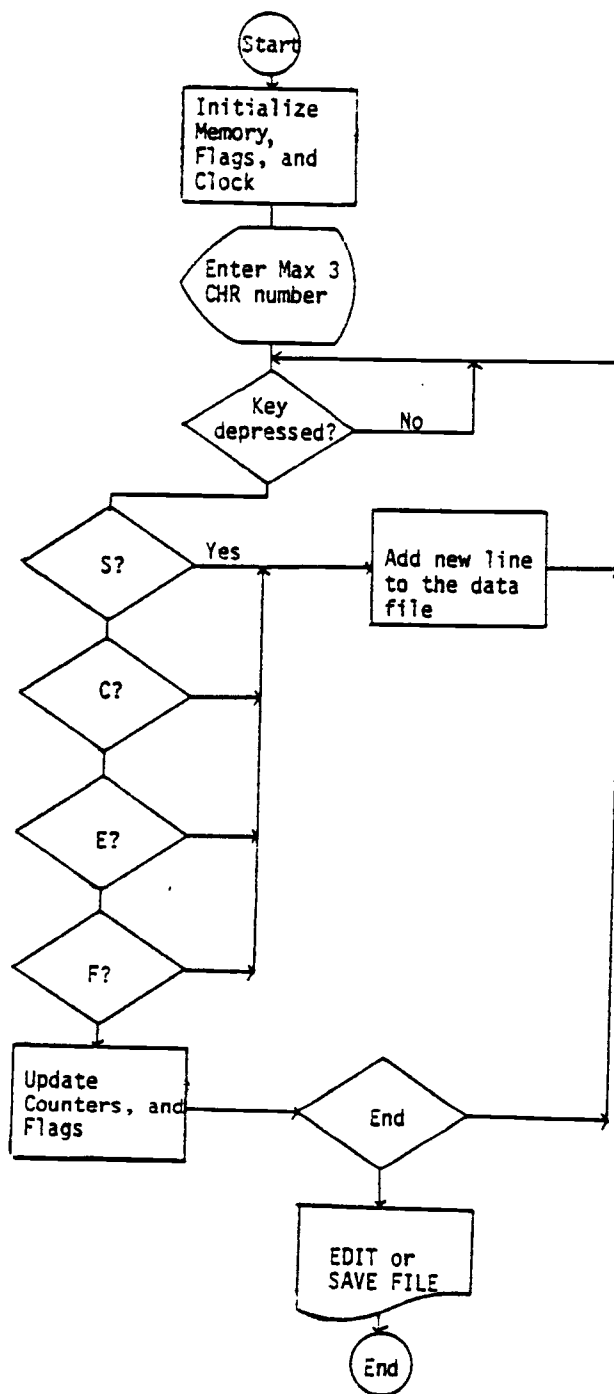 Start
Initialize
Memory,
Flags, and
Clock
Enter Max 3
CHR number
Key
depressed?
No
S?
Yes
Add new line
to the data
file
C?
E?
F?
Update
Counters, and
Flags
End
EDIT or
SAVE FILE
End